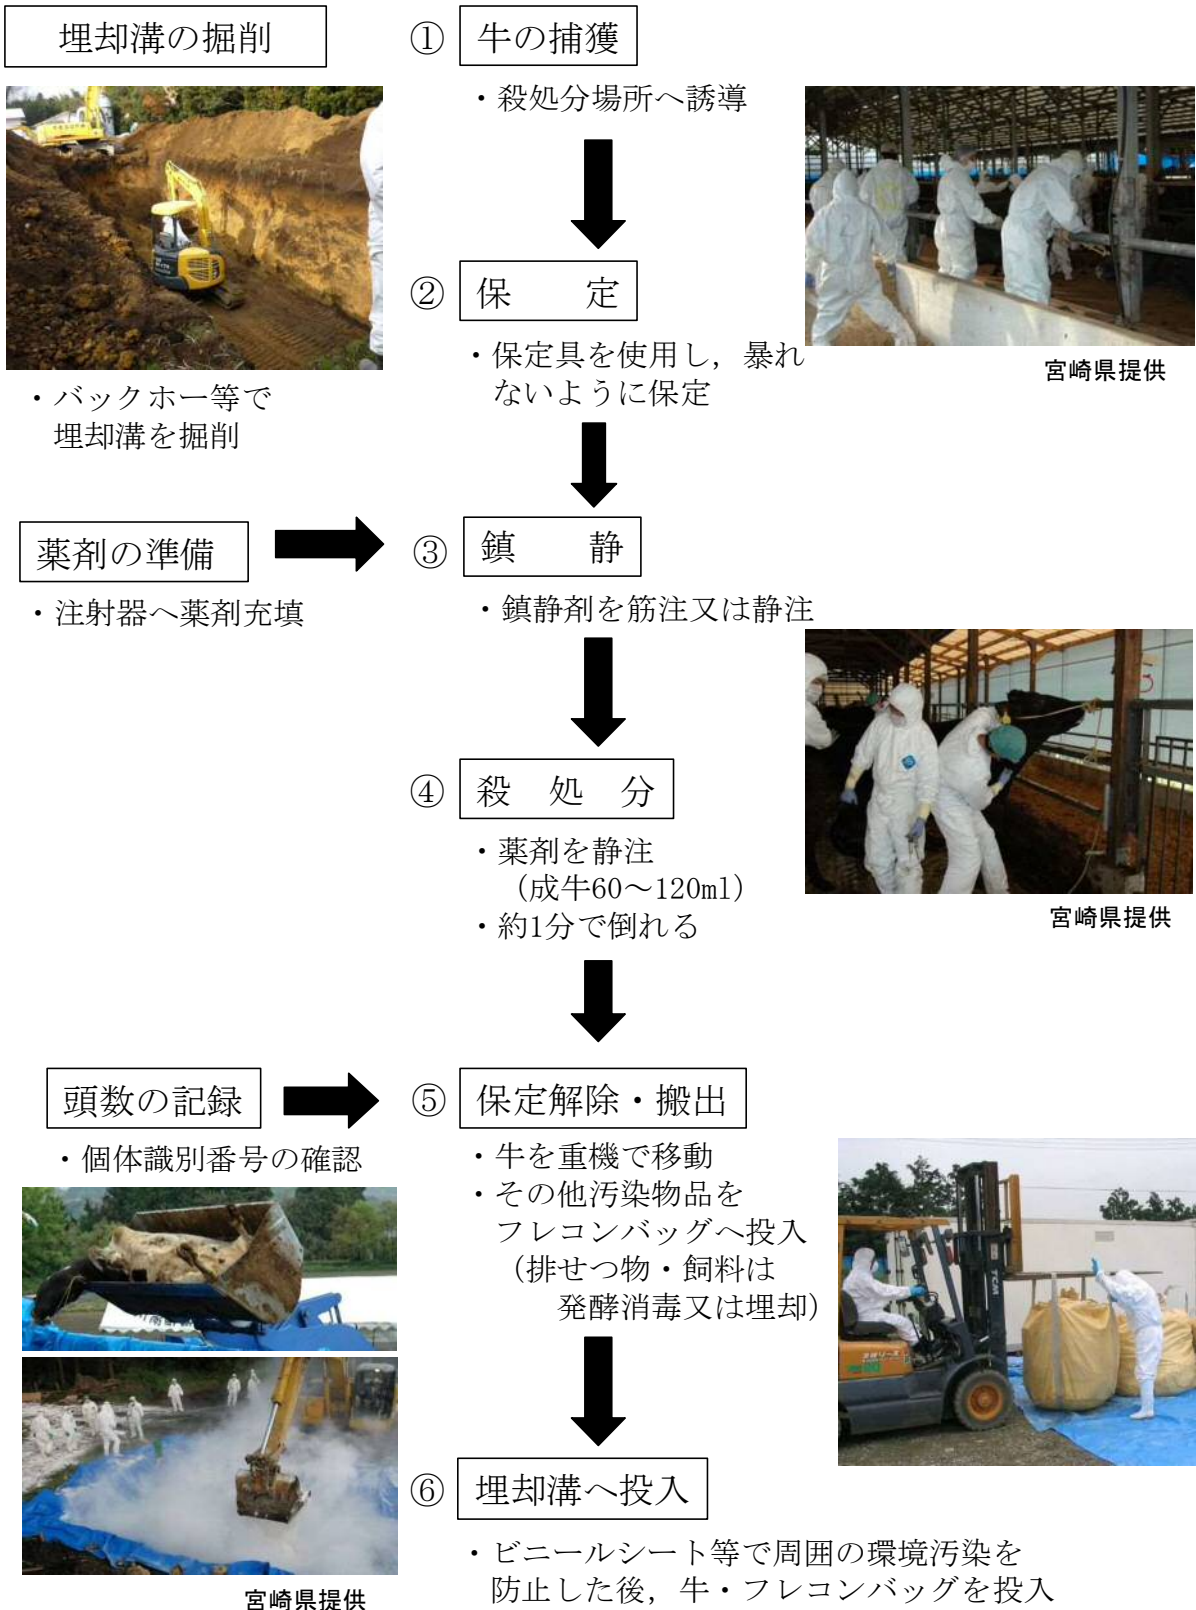 埋却溝の掘削
・バックホー等で
埋却溝を掘削
① 牛の捕獲
・殺処分場所へ誘導
宮崎県提供
② 保　定
・保定具を使用し，暴れ
ないように保定
薬剤の準備
・注射器へ薬剤充填
③ 鎮　静
・鎮静剤を筋注又は静注
④ 殺　処　分
・薬剤を静注
（成牛60～120ml）
・約1分で倒れる
宮崎県提供
頭数の記録
・個体識別番号の確認
⑤ 保定解除・搬出
・牛を重機で移動
・その他汚染物品を
フレコンバッグへ投入
（排せつ物・飼料は
発酵消毒又は埋却）
⑥ 埋却溝へ投入
・ビニールシート等で周囲の環境汚染を
防止した後，牛・フレコンバッグを投入
宮崎県提供